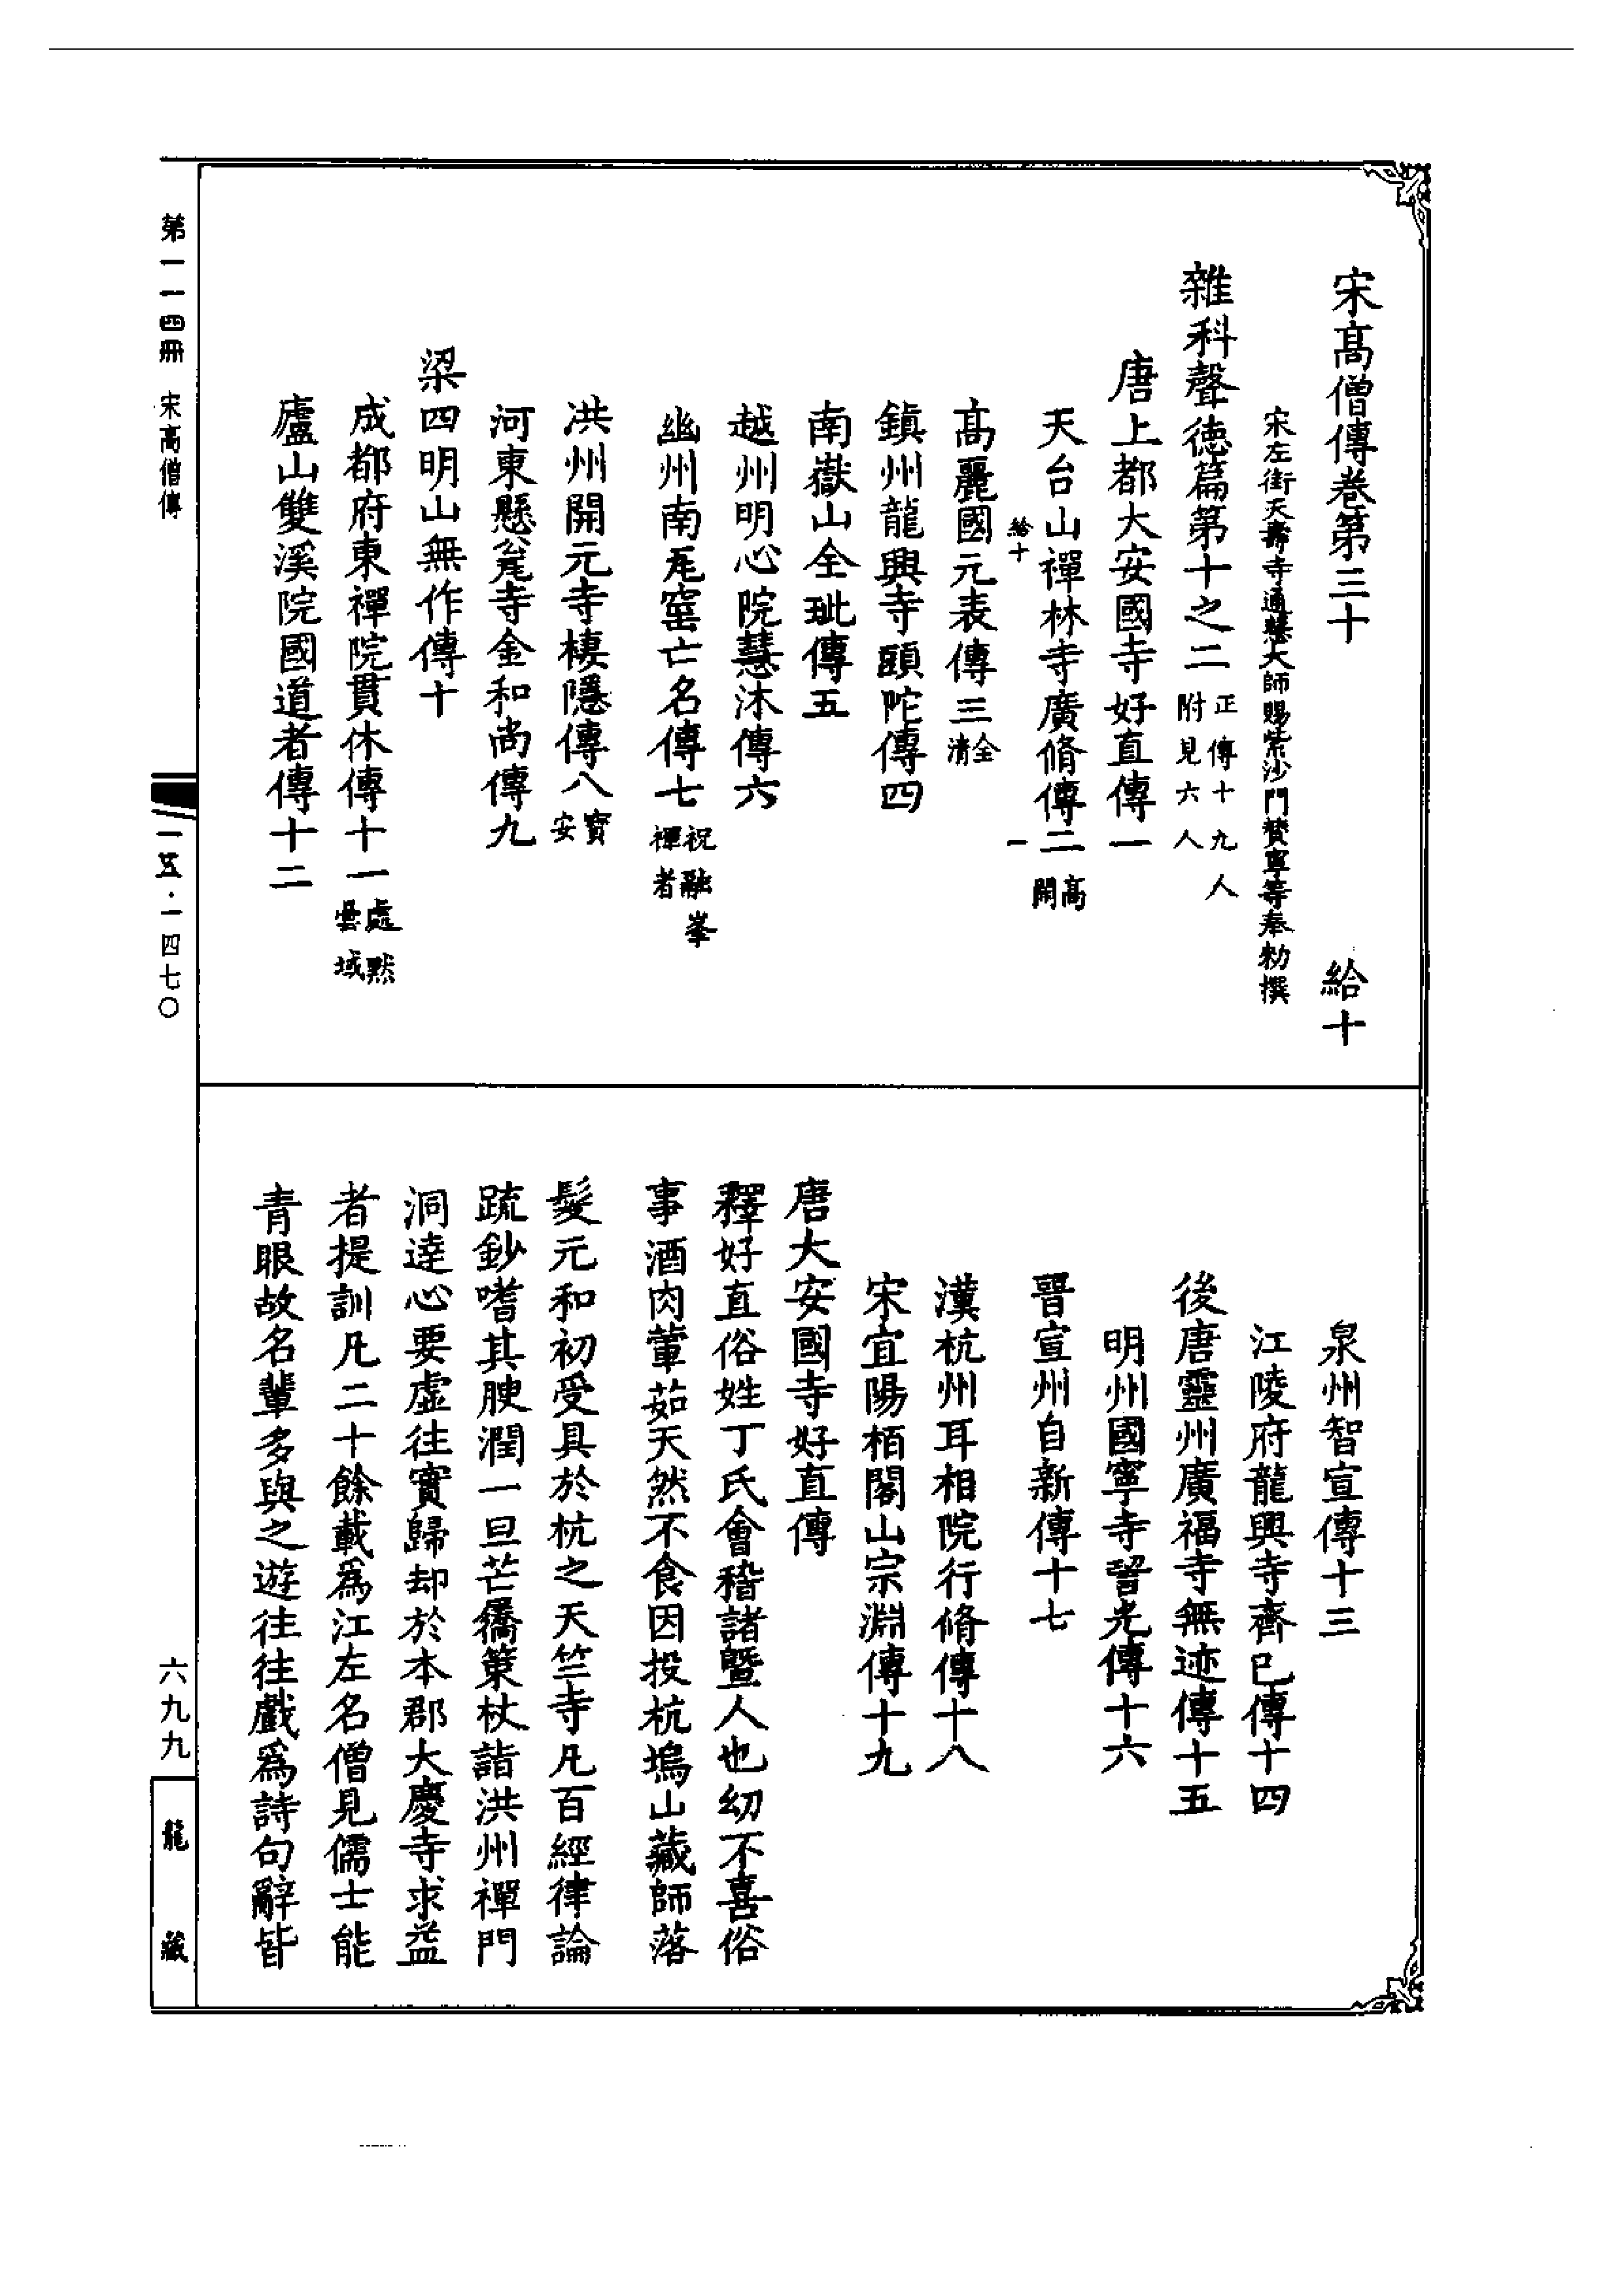 宋髙僧傳卷第三十　給十
宋左街天壽寺通慧大師賜紫沙門贊寧等奉勑撰
雜科聲德篇第十之二 正傳十九人 附見六人
唐上都大安國寺好直傳一
天台山禪林寺廣脩傳二 髙閑
給十　一
髙麗國元表傳三 全清
鎮州龍興寺頭陀傳四
南嶽山全玼傳五
越州明心院慧沐傳六
幽州南瓦窑亡名傳七 祝融峯禪者
洪州開元寺棲隱傳八 寶安
河東懸瓮寺金和尚傳九
梁四明山無作傳十
成都府東禪院貫休傳十一 處默 曇域
廬山雙溪院國道者傳十二
泉州智宣傳十三
江陵府龍興寺齊巳傳十四
後唐靈州廣福寺無迹傳十五
明州國寧寺晉光傳十六
晉宣州自新傳十七
漢杭州耳相院行脩傳十八
宋宜陽栢閣山宗淵傳十九
唐大安國寺好直傳
釋好直俗姓丁氏會稽諸暨人也幼不喜俗
事酒肉葷茹天然不食因投杭塢山藏師落
髮元和初受具於杭之天竺寺凡百經律論
䟽鈔嗜其腴潤一旦芒屩策杖詣洪州禪門
洞達心要虛往實歸却於本郡大慶寺求益
者提訓凡二十餘載爲江左名僧見儒士能
青眼故名輩多與之遊往往戲爲詩句辭皆
第一一四冊　宋高僧傳
一五·一四七〇
六九九
龍藏